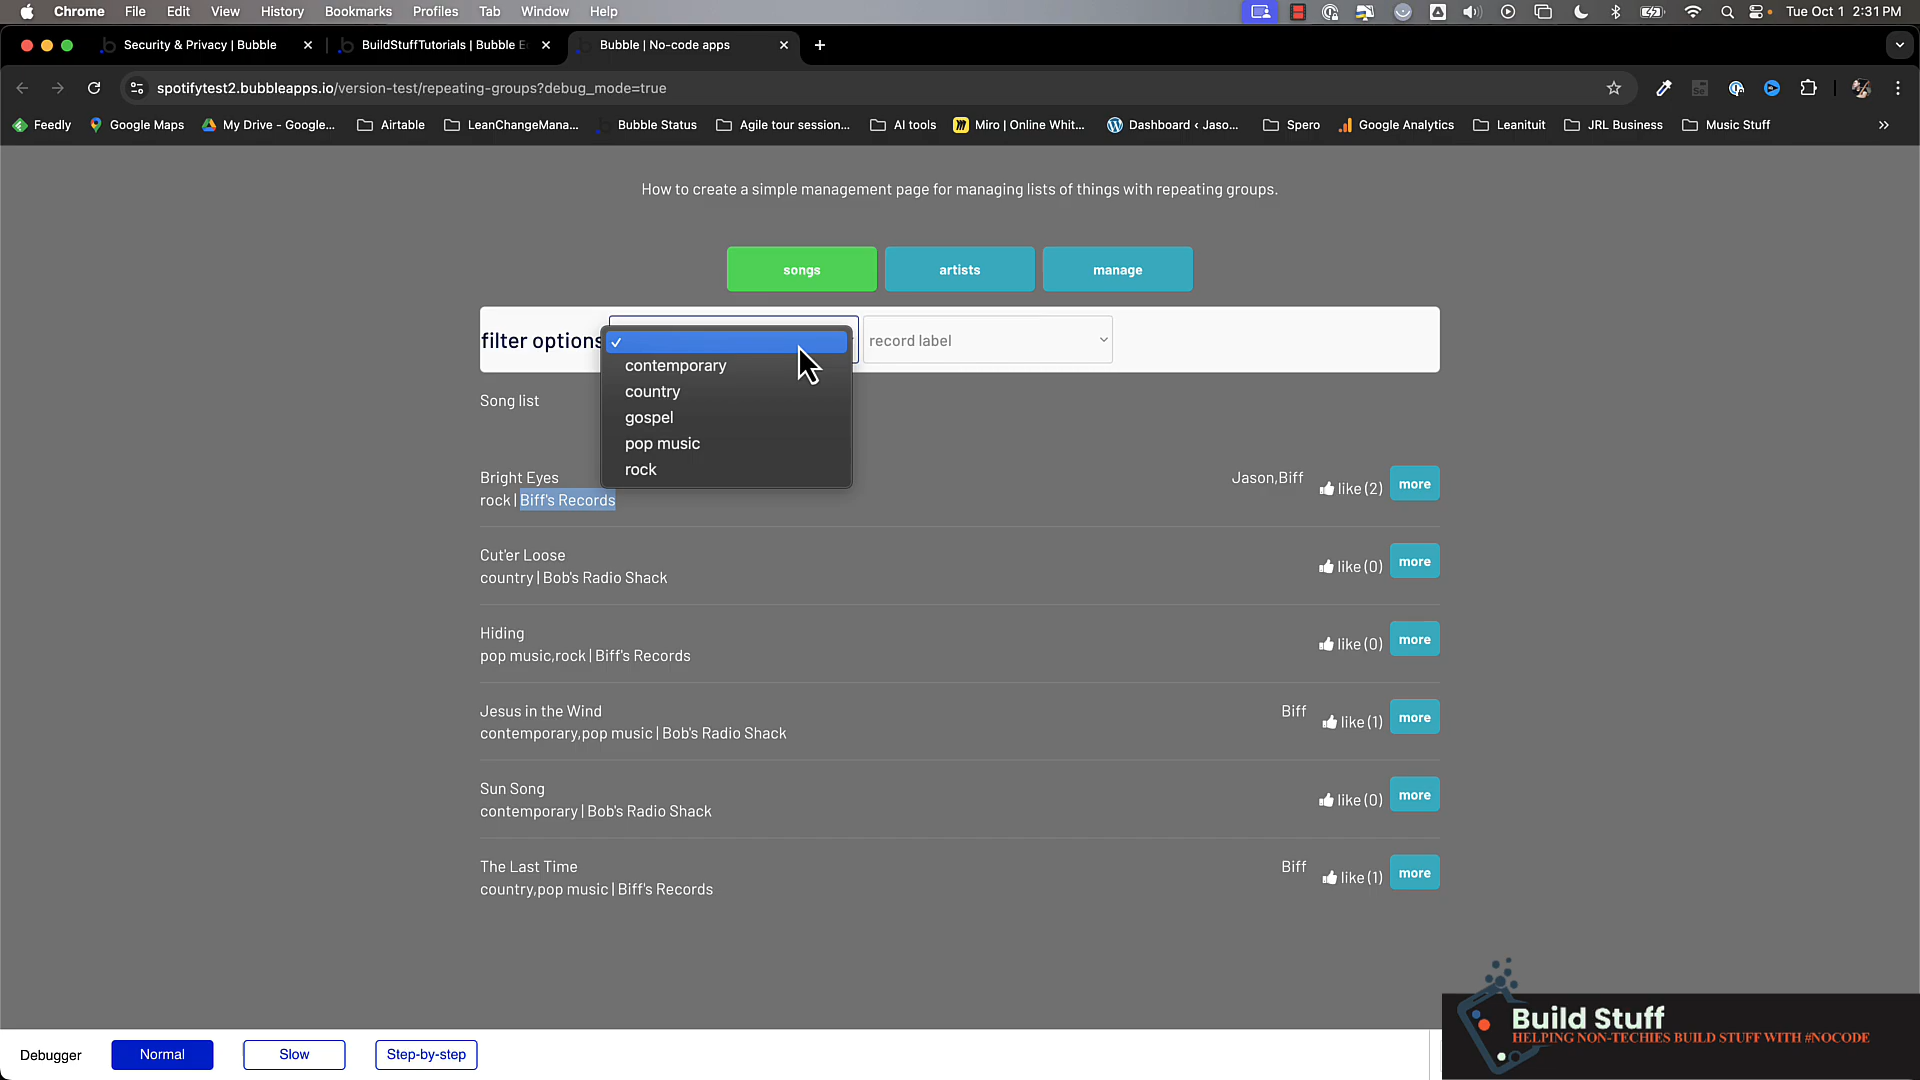 Chrome File Edit View History Bookmarks Profiles Tab Window Help Tue Oct 1 2:31 PM
Security & Privacy | Bubble BuildStuffTutorials | Bubble E Bubble | No-code apps
spotifytest2.bubbleapps.io/version-test/repeating-groups?debug_mode=true
Feedly Google Maps My Drive - Google... Airtable LeanChangeMana... Bubble Status Agile tour session... AI tools Miro | Online Whit... Dashboard ‹ Jaso... Spero Google Analytics Leanituit JRL Business Music Stuff
How to create a simple management page for managing lists of things with repeating groups.
songs artists manage
filter options record label
contemporary
country
gospel
pop music
rock
Song list
Bright Eyes
rock | Biff's Records
Jason,Biff like (2) more
Cut'er Loose
country | Bob's Radio Shack
like (0) more
Hiding
pop music,rock | Biff's Records
like (0) more
Jesus in the Wind
contemporary,pop music | Bob's Radio Shack
Biff like (1) more
Sun Song
contemporary | Bob's Radio Shack
like (0) more
The Last Time
country,pop music | Biff's Records
Biff like (1) more
Debugger Normal Slow Step-by-step
Build Stuff
HELPING NON-TECHIES BUILD STUFF WITH #NOCODE